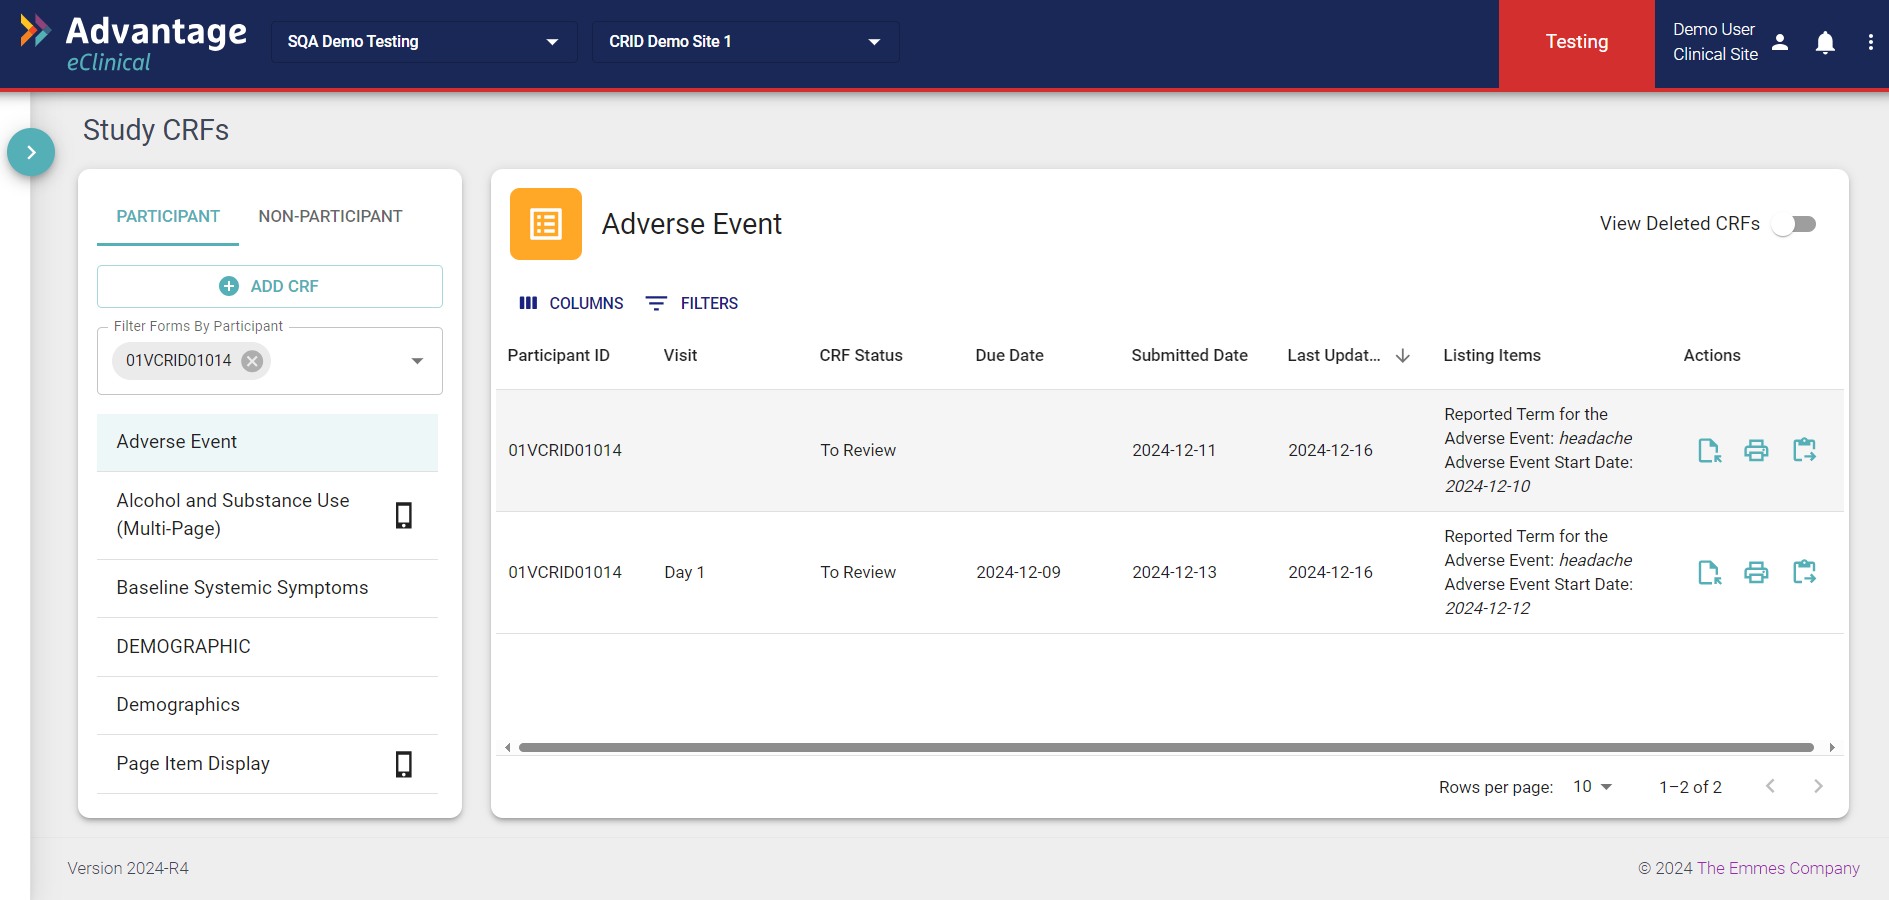 Advantage
eClinical
SQA Demo Testing
CRID Demo Site 1
Testing
Demo User
Clinical Site
Study CRFs
PARTICIPANT
NON-PARTICIPANT
ADD CRF
Filter Forms By Participant
01VCRID01014
Adverse Event
Alcohol and Substance Use
(Multi-Page)
Baseline Systemic Symptoms
DEMOGRAPHIC
Demographics
Page Item Display
Adverse Event
View Deleted CRFs
COLUMNS
FILTERS
Participant ID Visit CRF Status Due Date Submitted Date Last Updat... Listing Items Actions
01VCRID01014 To Review 2024-12-11 2024-12-16
Reported Term for the
Adverse Event: headache
Adverse Event Start Date:
2024-12-10
01VCRID01014 Day 1 To Review 2024-12-09 2024-12-13 2024-12-16
Reported Term for the
Adverse Event: headache
Adverse Event Start Date:
2024-12-12
Rows per page: 10 1–2 of 2
Version 2024-R4
© 2024 The Emmes Company